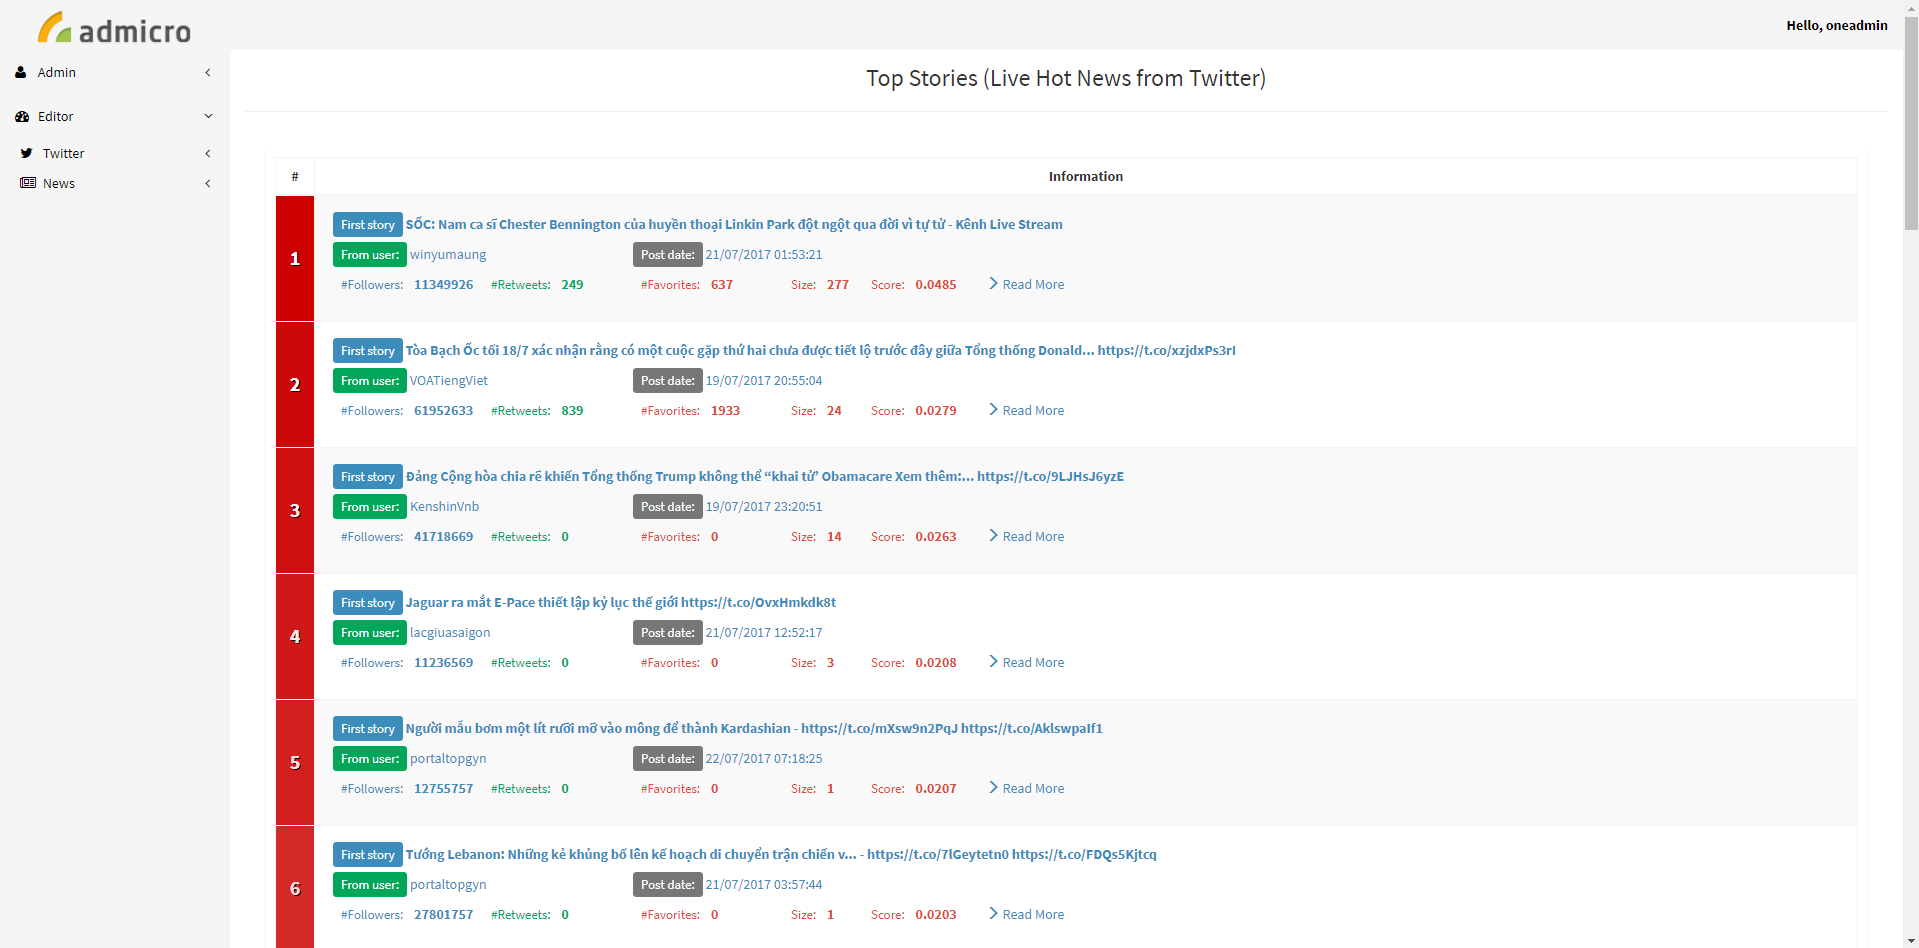 admicro
Hello, oneadmin
Admin
Editor
Twitter
News
Top Stories (Live Hot News from Twitter)
# Information
1
First story SỐC: Nam ca sĩ Chester Bennington của huyền thoại Linkin Park đột ngột qua đời vì tự tử - Kênh Live Stream
From user: winyumaung Post date: 21/07/2017 01:53:21
#Followers: 11349926 #Retweets: 249 #Favorites: 637 Size: 277 Score: 0.0485 Read More
2
First story Tòa Bạch Ốc tối 18/7 xác nhận rằng có một cuộc gặp thứ hai chưa được tiết lộ trước đây giữa Tổng thống Donald... https://t.co/xzjdxPs3rI
From user: VOATiengViet Post date: 19/07/2017 20:55:04
#Followers: 61952633 #Retweets: 839 #Favorites: 1933 Size: 24 Score: 0.0279 Read More
3
First story Đảng Cộng hòa chia rẽ khiến Tổng thống Trump không thể “khai tử” Obamacare Xem thêm:... https://t.co/9LJHsJ6yzE
From user: KenshinVnb Post date: 19/07/2017 23:20:51
#Followers: 41718669 #Retweets: 0 #Favorites: 0 Size: 14 Score: 0.0263 Read More
4
First story Jaguar ra mắt E-Pace thiết lập kỷ lục thế giới https://t.co/OvxHmkdk8t
From user: lacgiuasaigon Post date: 21/07/2017 12:52:17
#Followers: 11236569 #Retweets: 0 #Favorites: 0 Size: 3 Score: 0.0208 Read More
5
First story Người mẫu bơm một lít rưỡi mỡ vào mông để thành Kardashian - https://t.co/mXsw9n2PqJ https://t.co/AklswpaIf1
From user: portaltopgyn Post date: 22/07/2017 07:18:25
#Followers: 12755757 #Retweets: 0 #Favorites: 0 Size: 1 Score: 0.0207 Read More
6
First story Tướng Lebanon: Những kẻ khủng bố lên kế hoạch di chuyển trận chiến v... - https://t.co/7lGeytetn0 https://t.co/FDQs5Kjtcq
From user: portaltopgyn Post date: 21/07/2017 03:57:44
#Followers: 27801757 #Retweets: 0 #Favorites: 0 Size: 1 Score: 0.0203 Read More